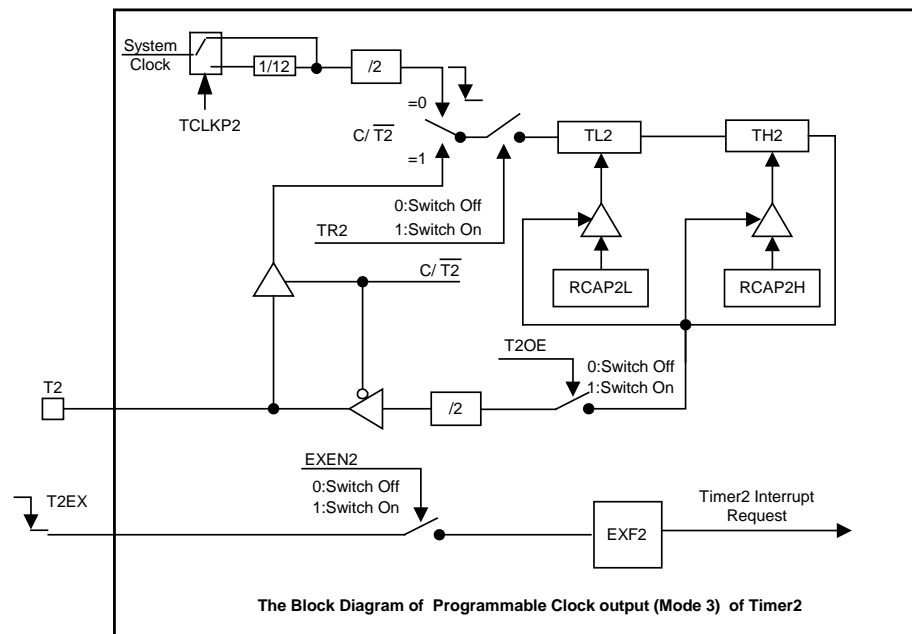 System
Clock
1/12
/2
TCLKP2
=0
C/ T2
=1
TL2
TH2
0:Switch Off
TR2
1:Switch On
C/ T2
RCAP2L
RCAP2H
T2OE
0:Switch Off
1:Switch On
T2
/2
EXEN2
0:Switch Off
1:Switch On
T2EX
EXF2
Timer2 Interrupt
Request
The Block Diagram of Programmable Clock output (Mode 3) of Timer2